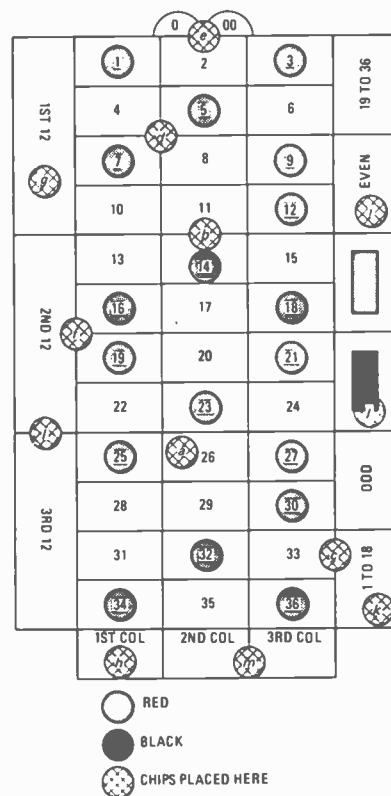 0 e 00
1 2 3
4 5 6
1ST 12
19 TO 36
d
7 8 9
EVEN
g
10 11 12
b
13 14 15
16 17 18
2ND 12
19 20 21
22 23 24
j
25 a 26 27
ODD
28 29 30
3RD 12
31 32 33 c
1 TO 18
34 35 36 k
1ST COL 2ND COL 3RD COL
h m
RED
BLACK
CHIPS PLACED HERE